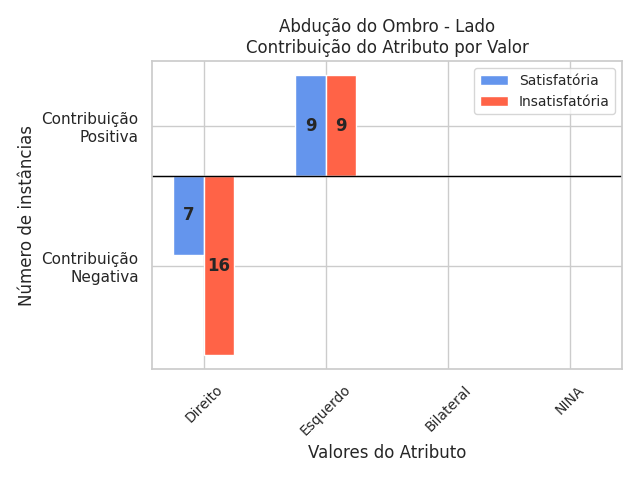 Abdução do Ombro - Lado
Contribuição do Atributo por Valor
Satisfatória
Insatisfatória
Contribuição
Positiva
9
9
7
16
Contribuição
Negativa
Número de instâncias
Direito
Esquerdo
Bilateral
NINA
Valores do Atributo